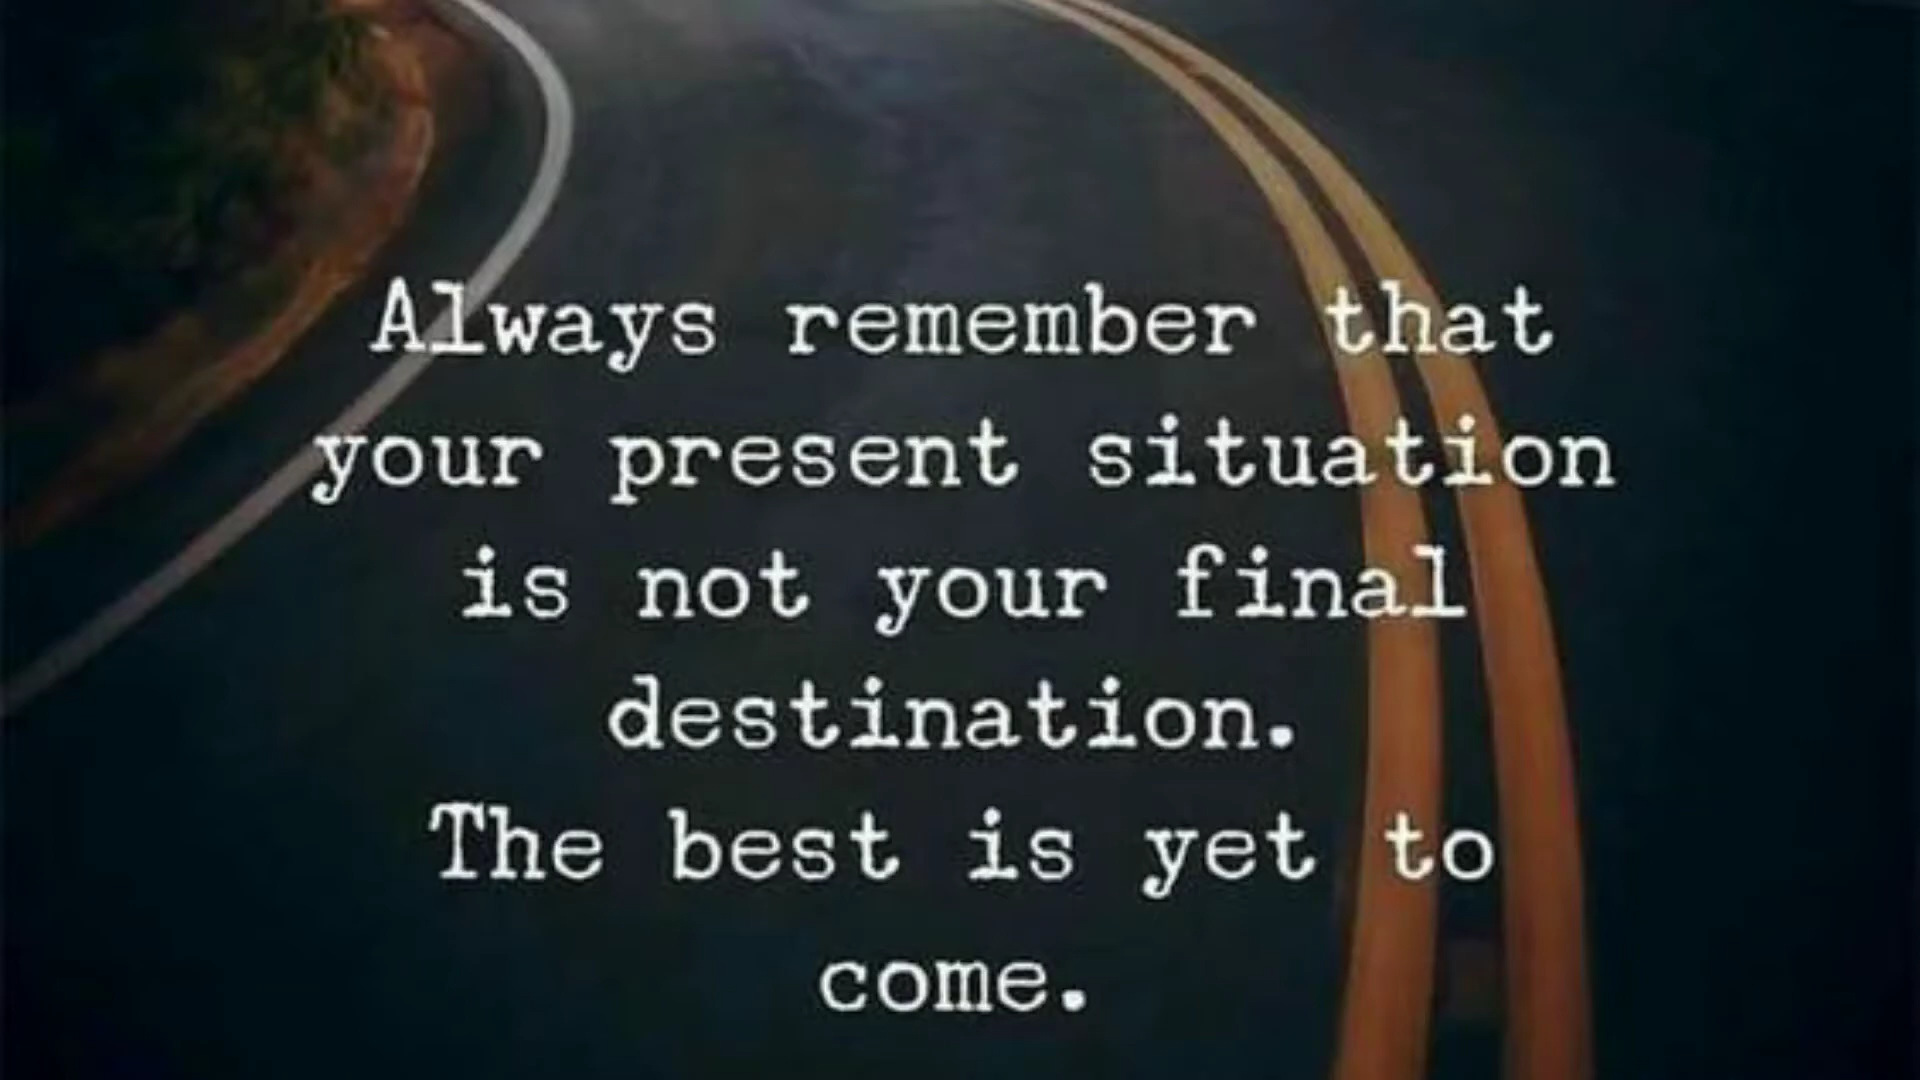 Always remember that
your present situation
is not your final
destination.
The best is yet to
come.